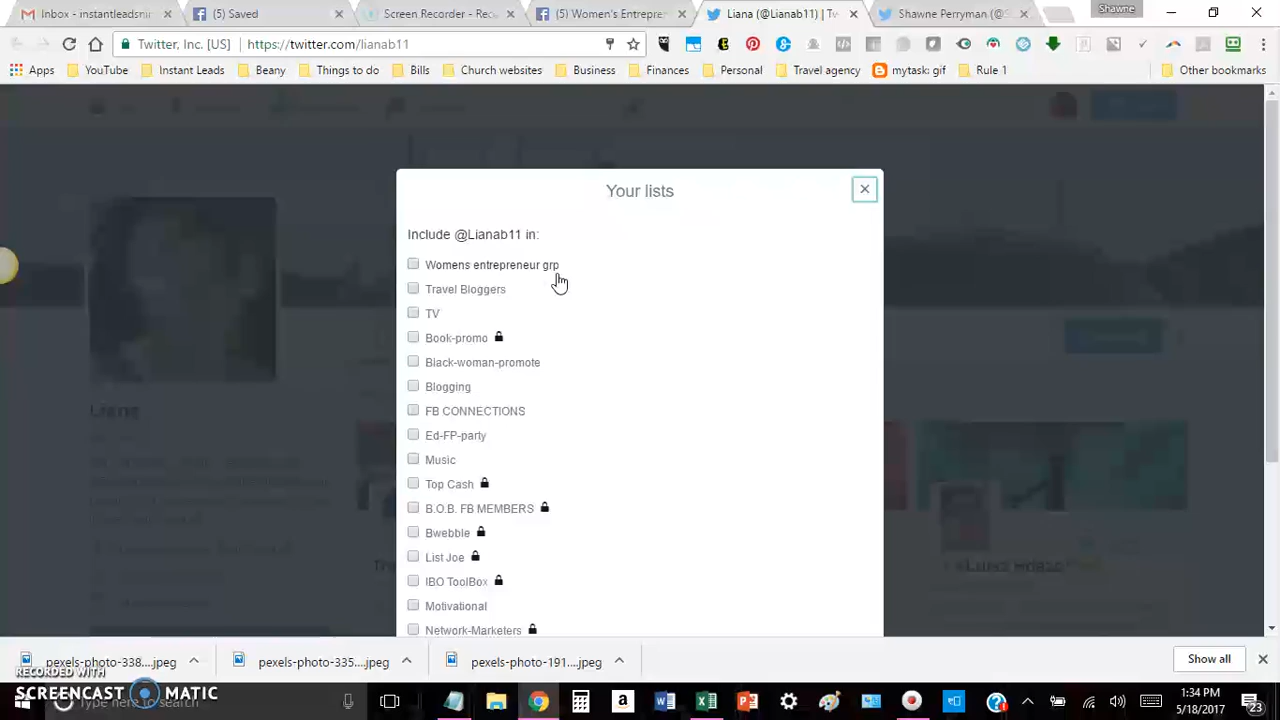 Inbox - instantleadsni
(5) Saved
Screen Recorder - Rec
(5) Women's Entrepre
Liana (@Lianab11) | Tw
Shawne Perryman (@S
Shawne
Twitter, Inc. [US] https://twitter.com/lianab11
Apps YouTube Instant Leads Beany Things to do Bills Church websites Business Finances Personal Travel agency mytask: gif Rule 1 Other bookmarks
Your lists
Include @Lianab11 in:
Womens entrepreneur grp
Travel Bloggers
TV
Book-promo
Black-woman-promote
Blogging
FB CONNECTIONS
Ed-FP-party
Music
Top Cash
B.O.B. FB MEMBERS
Bwebble
List Joe
IBO ToolBox
Motivational
Network-Marketers
Liana
pexels-photo-338....jpeg
pexels-photo-335....jpeg
pexels-photo-191....jpeg
Show all
RECORDED WITH
SCREENCAST MATIC
Type here to search
1:34 PM
5/18/2017
23